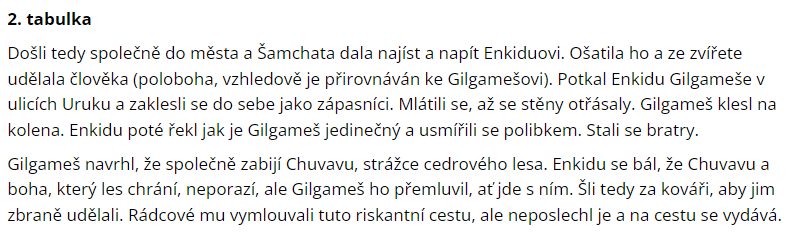 2. tabulka
Došli tedy společně do města a Šamchata dala najíst a napít Enkiduovi. Ošatila ho a ze zvířete
udělala člověka (poloboha, vzhledově je přirovnáván ke Gilgamešovi). Potkal Enkidu Gilgameše v
ulicích Uruku a zaklesli se do sebe jako zápasníci. Mlátili se, až se stěny otřásaly. Gilgameš klesl na
kolena. Enkidu poté řekl jak je Gilgameš jedinečný a usmířili se polibkem. Stali se bratry.
Gilgameš navrhl, že společně zabijí Chuvavu, strážce cedrového lesa. Enkidu se bál, že Chuvavu a
boha, který les chrání, neporazí, ale Gilgameš ho přemluvil, ať jde s ním. Šli tedy za kováři, aby jim
zbraně udělali. Rádcové mu vymlouvali tuto riskantní cestu, ale neposlechl je a na cestu se vydává.